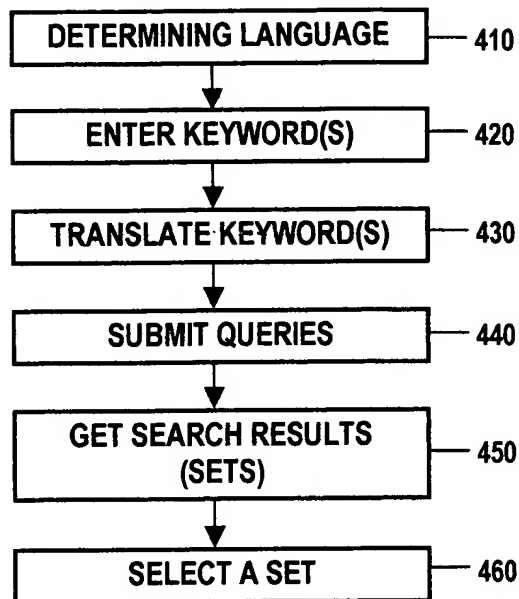 DETERMINING LANGUAGE 410
ENTER KEYWORD(S) 420
TRANSLATE KEYWORD(S) 430
SUBMIT QUERIES 440
GET SEARCH RESULTS
(SETS) 450
SELECT A SET 460